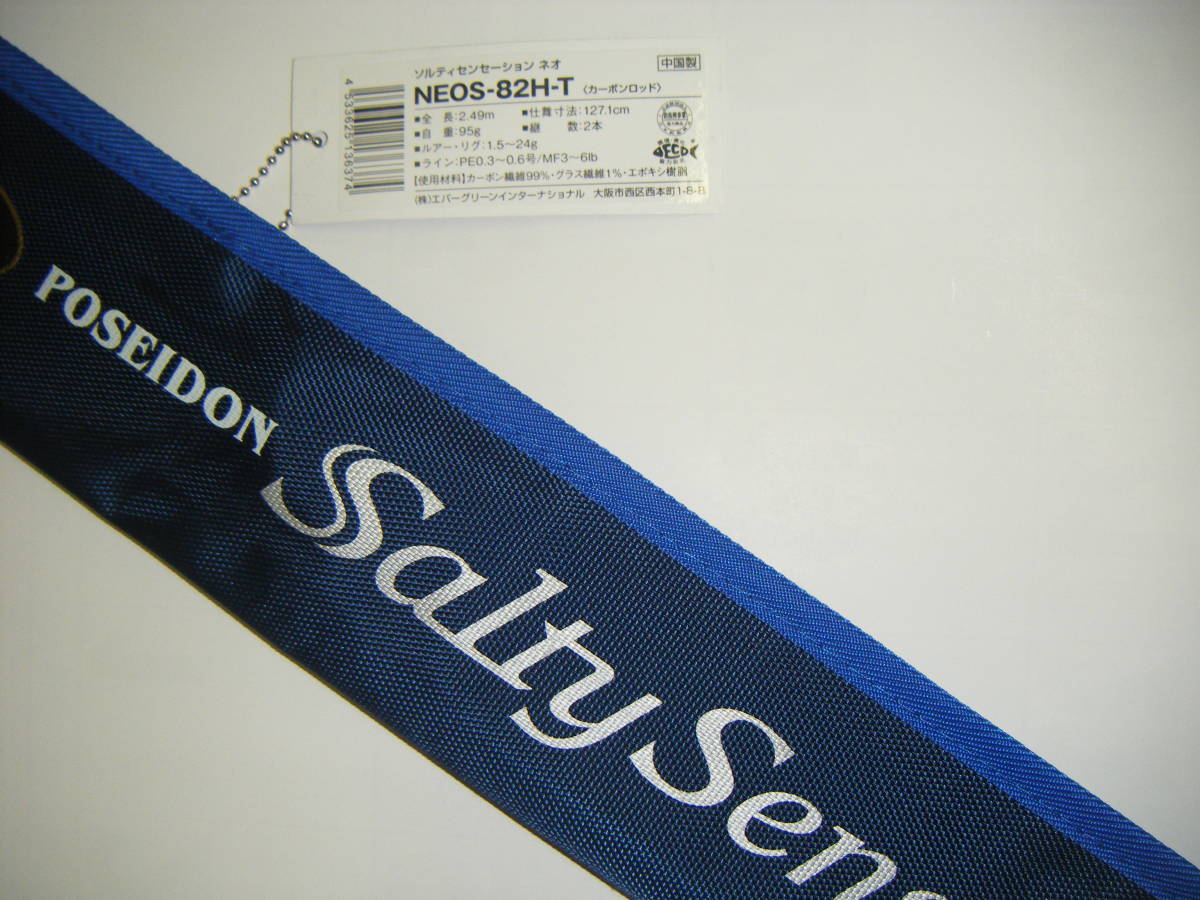 ソルティセンセーション ネオ
中国製
NEOS-82H-T 〈カーボンロッド〉
■全 長:2.49m ■仕舞寸法:127.1cm
■自 重:95g ■継 数:2本
■ルアー・リグ:1.5〜24g
■ライン:PE0.3〜0.6号/MF3〜6lb
【使用材料】カーボン繊維99%・グラス繊維1%・エポキシ樹脂
(株)エバーグリーンインターナショナル 大阪市西区西本町1-8-8
4 533625 136374
POSEIDON
Salty Sens